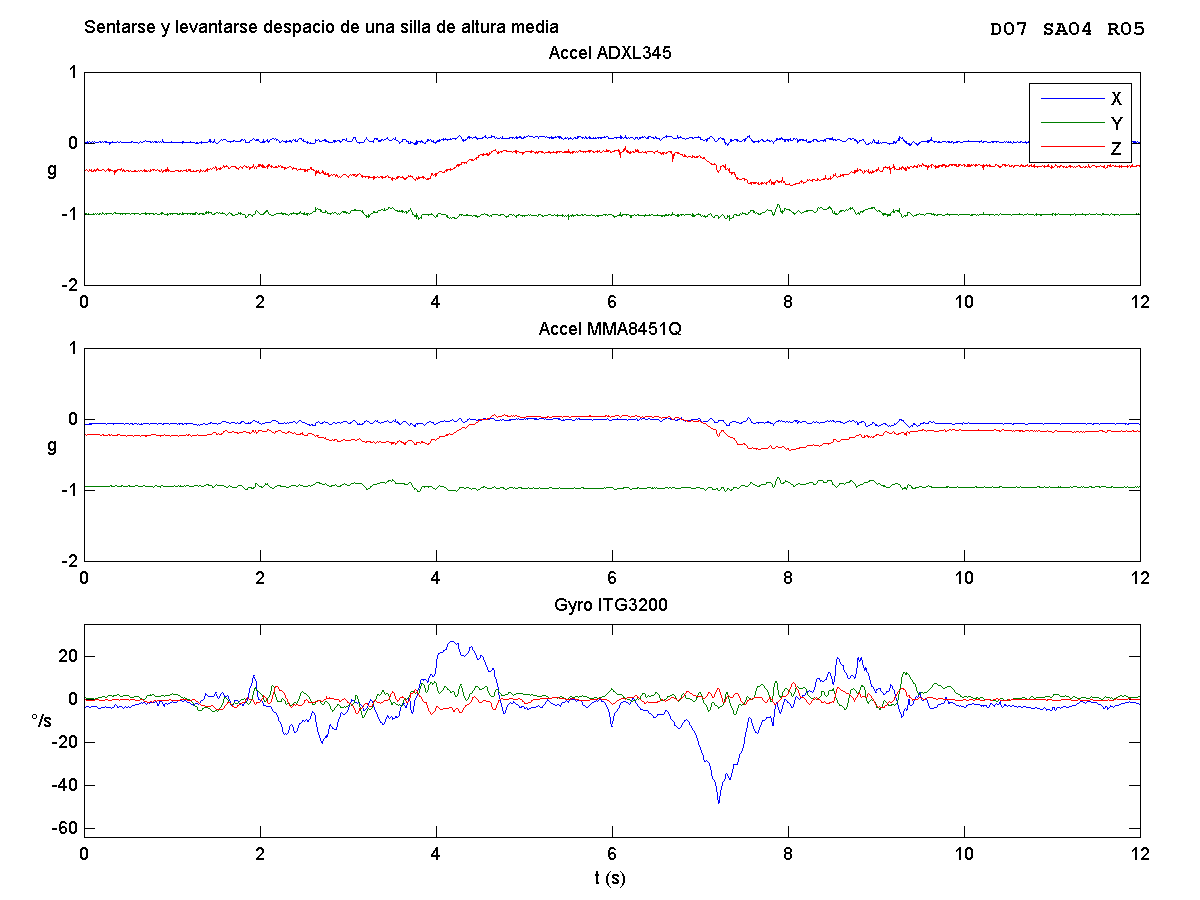 Sentarse y levantarse despacio de una silla de altura media
D07 SA04 R05
Accel ADXL345
1
0
g
-1
-2
X
Y
Z
0 2 4 6 8 10 12
Accel MMA8451Q
1
0
g
-1
-2
0 2 4 6 8 10 12
Gyro ITG3200
20
0
°/s
-20
-40
-60
0 2 4 6 8 10 12
t (s)